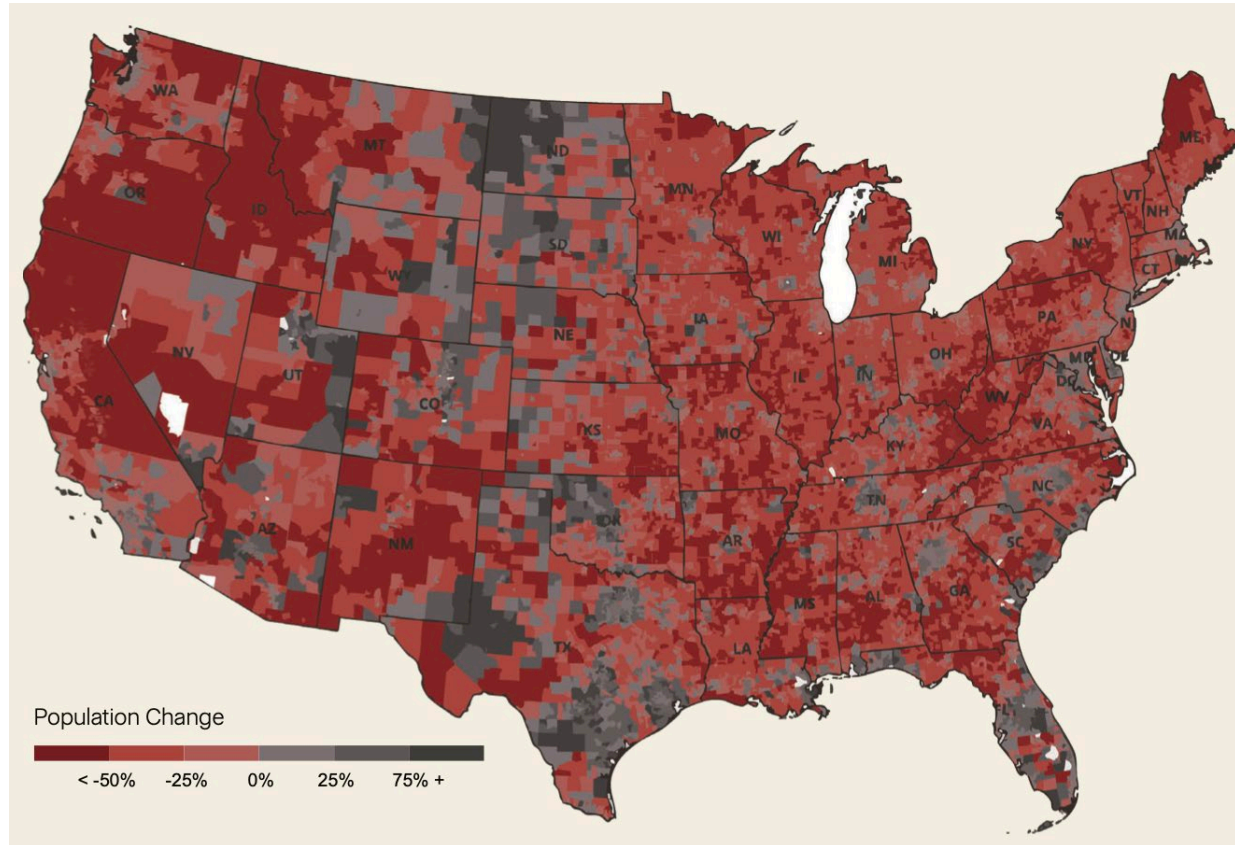 WA
ME
MT
ND
OR
MN
VT
ID
NH
SD
WI
NY
MA
WY
MI
CT
IA
PA
NE
NJ
NV
OH
MD
DE
UT
IL
IN
DC
CA
CO
WV
VA
KS
MO
KY
NC
TN
OK
AZ
NM
AR
SC
MS
AL
GA
TX
LA
FL
Population Change
< -50% -25% 0% 25% 75% +